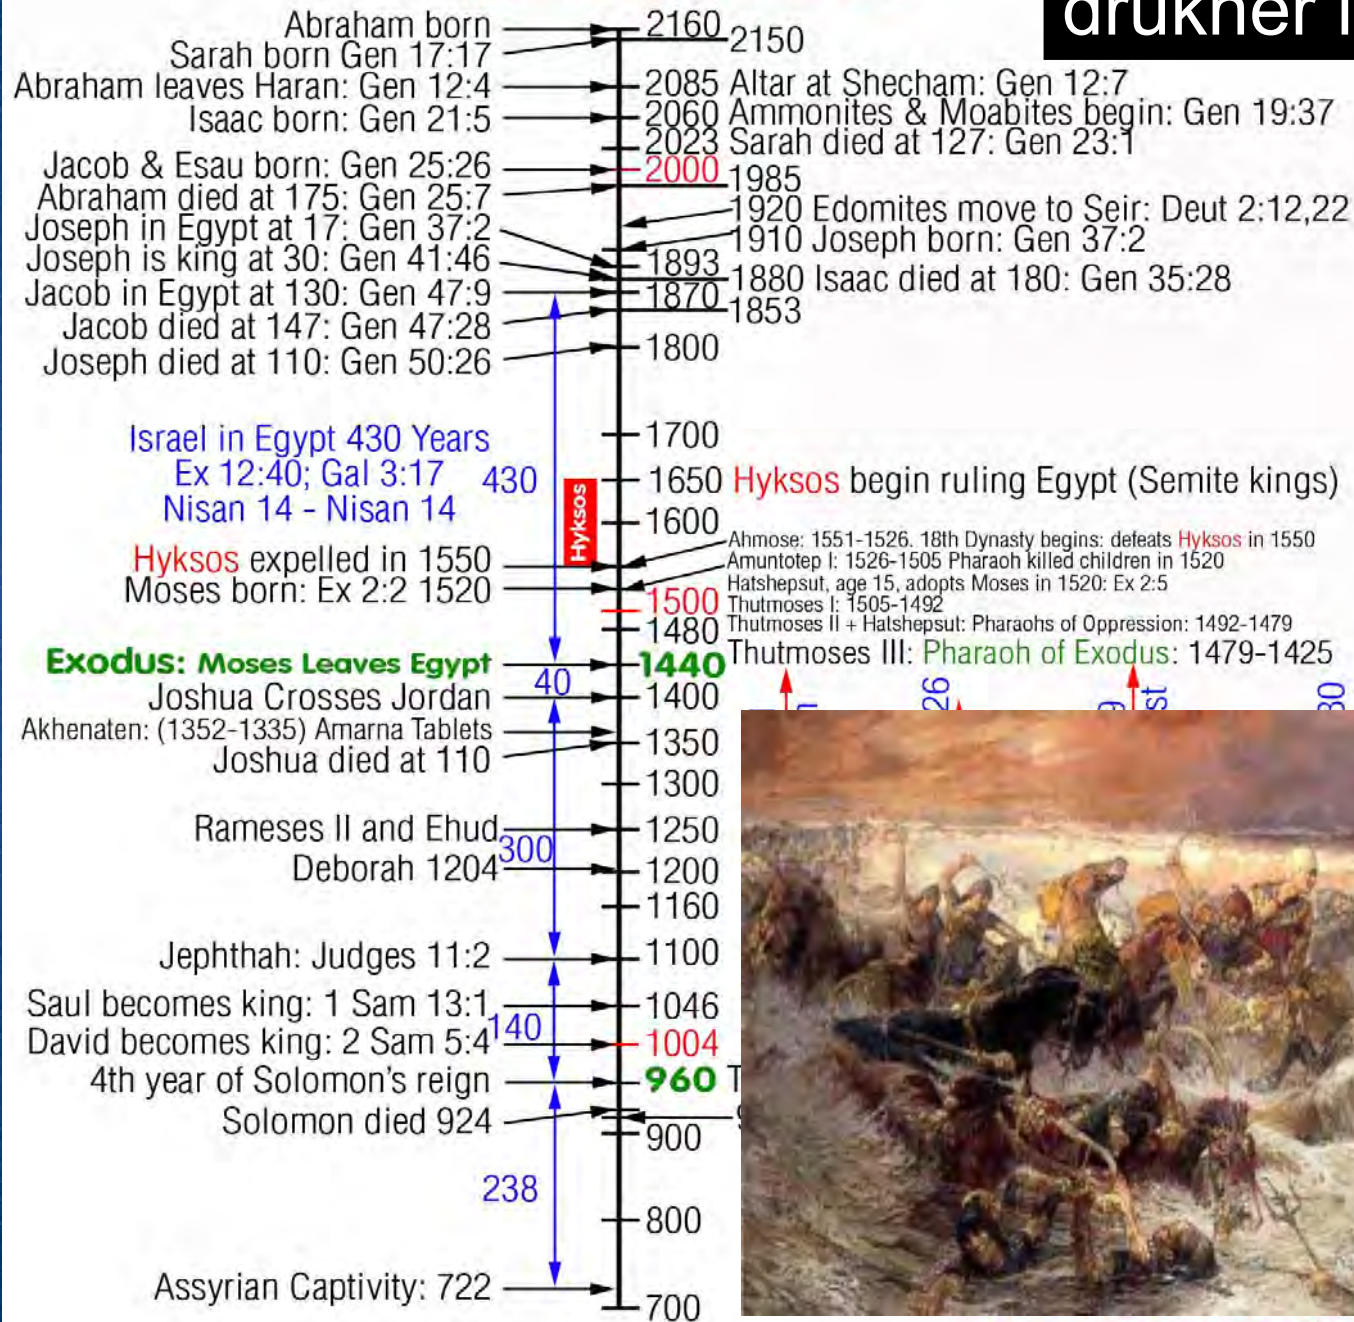 drukner i
Abraham born
2160
Sarah born Gen 17:17
2150
Abraham leaves Haran: Gen 12:4
2085 Altar at Shecham: Gen 12:7
Isaac born: Gen 21:5
2060 Ammonites & Moabites begin: Gen 19:37
2023 Sarah died at 127: Gen 23:1
Jacob & Esau born: Gen 25:26
2000
Abraham died at 175: Gen 25:7
1985
Joseph in Egypt at 17: Gen 37:2
1920 Edomites move to Seir: Deut 2:12,22
1910 Joseph born: Gen 37:2
Joseph is king at 30: Gen 41:46
1893
1880 Isaac died at 180: Gen 35:28
Jacob in Egypt at 130: Gen 47:9
1870
Jacob died at 147: Gen 47:28
1853
Joseph died at 110: Gen 50:26
1800
Israel in Egypt 430 Years
Ex 12:40; Gal 3:17
430
Nisan 14 - Nisan 14
1700
1650 Hyksos begin ruling Egypt (Semite kings)
Hyksos
1600
Hyksos expelled in 1550
Ahmose: 1551-1526. 18th Dynasty begins: defeats Hyksos in 1550
Amuntotep I: 1526-1505 Pharaoh killed children in 1520
Moses born: Ex 2:2 1520
Hatshepsut, age 15, adopts Moses in 1520: Ex 2:5
1500
Thutmoses I: 1505-1492
Thutmoses II + Hatshepsut: Pharaohs of Oppression: 1492-1479
1480
Thutmoses III: Pharaoh of Exodus: 1479-1425
Exodus: Moses Leaves Egypt
1440
40
26
30
Joshua Crosses Jordan
1400
Akhenaten: (1352-1335) Amarna Tablets
1350
Joshua died at 110
1300
Rameses II and Ehud
1250
300
Deborah 1204
1200
1160
Jephthah: Judges 11:2
1100
Saul becomes king: 1 Sam 13:1
1046
140
David becomes king: 2 Sam 5:4
1004
4th year of Solomon's reign
960
Solomon died 924
900
238
800
Assyrian Captivity: 722
700